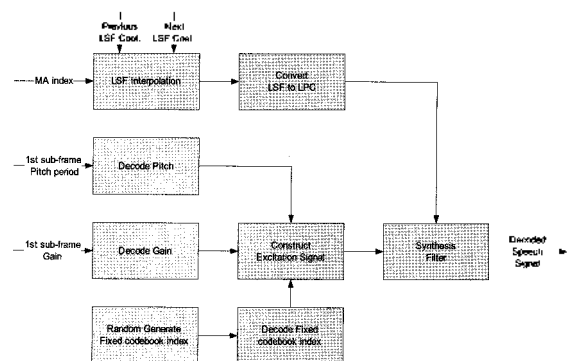 Previous
LSF Coef.
Next
LSF Coef
MA index
LSF Interpolation
Convert
LSF to LPC
1st sub-frame
Pitch period
Decode Pitch
1st sub-frame
Gain
Decode Gain
Construct
Excitation Signal
Synthesis
Filter
Decoded
Speech
Signal
Random Generate
Fixed codebook index
Decode Fixed
codebook index